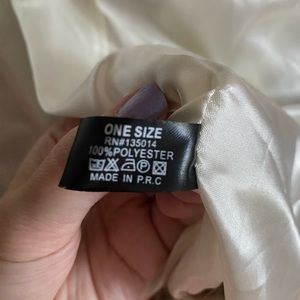 ONE SIZE
RN#135014
100%POLYESTER
MADE IN P.R.C